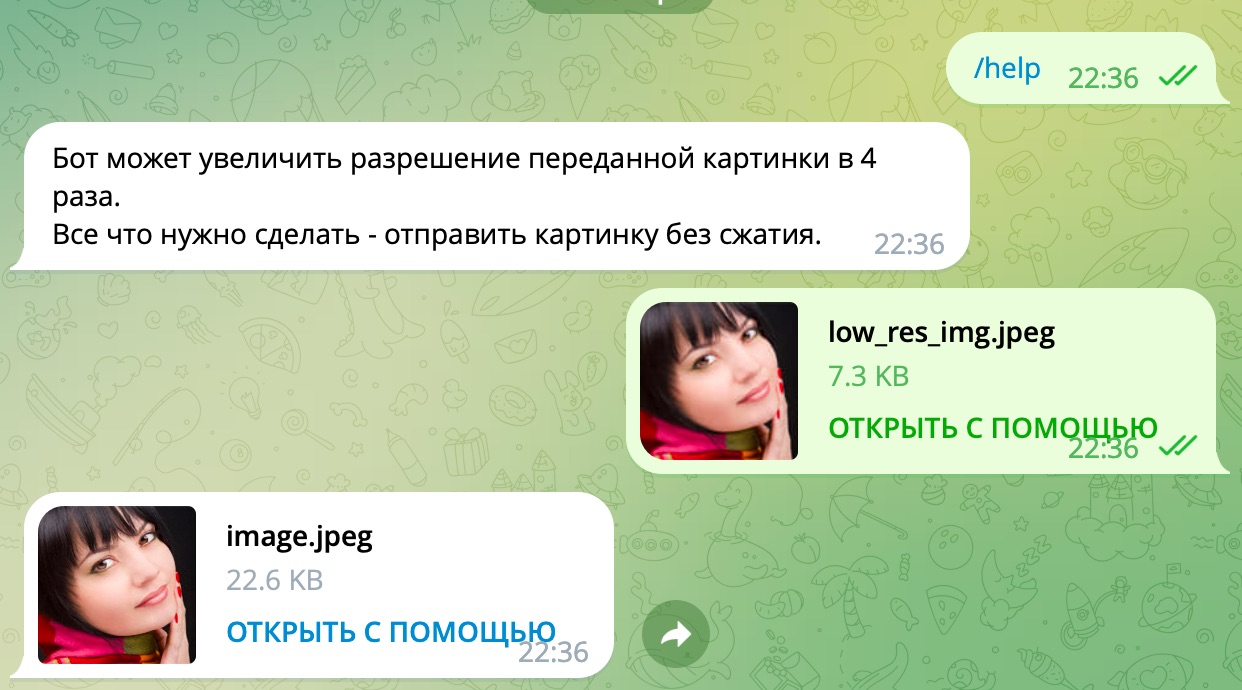 /help
22:36
Бот может увеличить разрешение переданной картинки в 4
раза.
Все что нужно сделать - отправить картинку без сжатия.
22:36
low_res_img.jpeg
7.3 KB
ОТКРЫТЬ С ПОМОЩЬЮ
22:36
image.jpeg
22.6 KB
ОТКРЫТЬ С ПОМОЩЬЮ
22:36